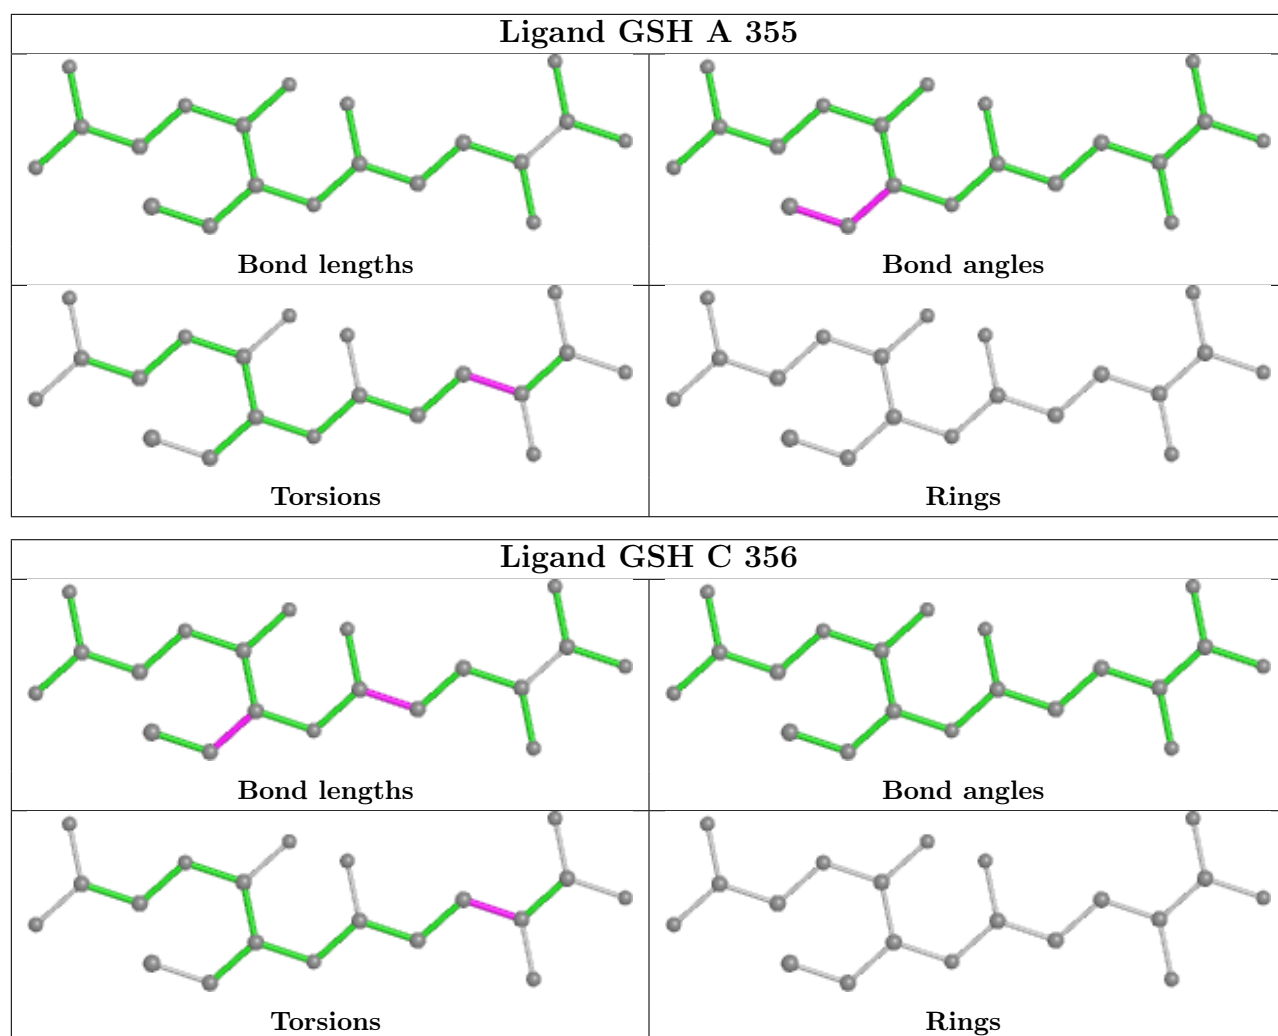 Ligand GSH A 355
Bond lengths
Bond angles
Torsions
Rings
Ligand GSH C 356
Bond lengths
Bond angles
Torsions
Rings